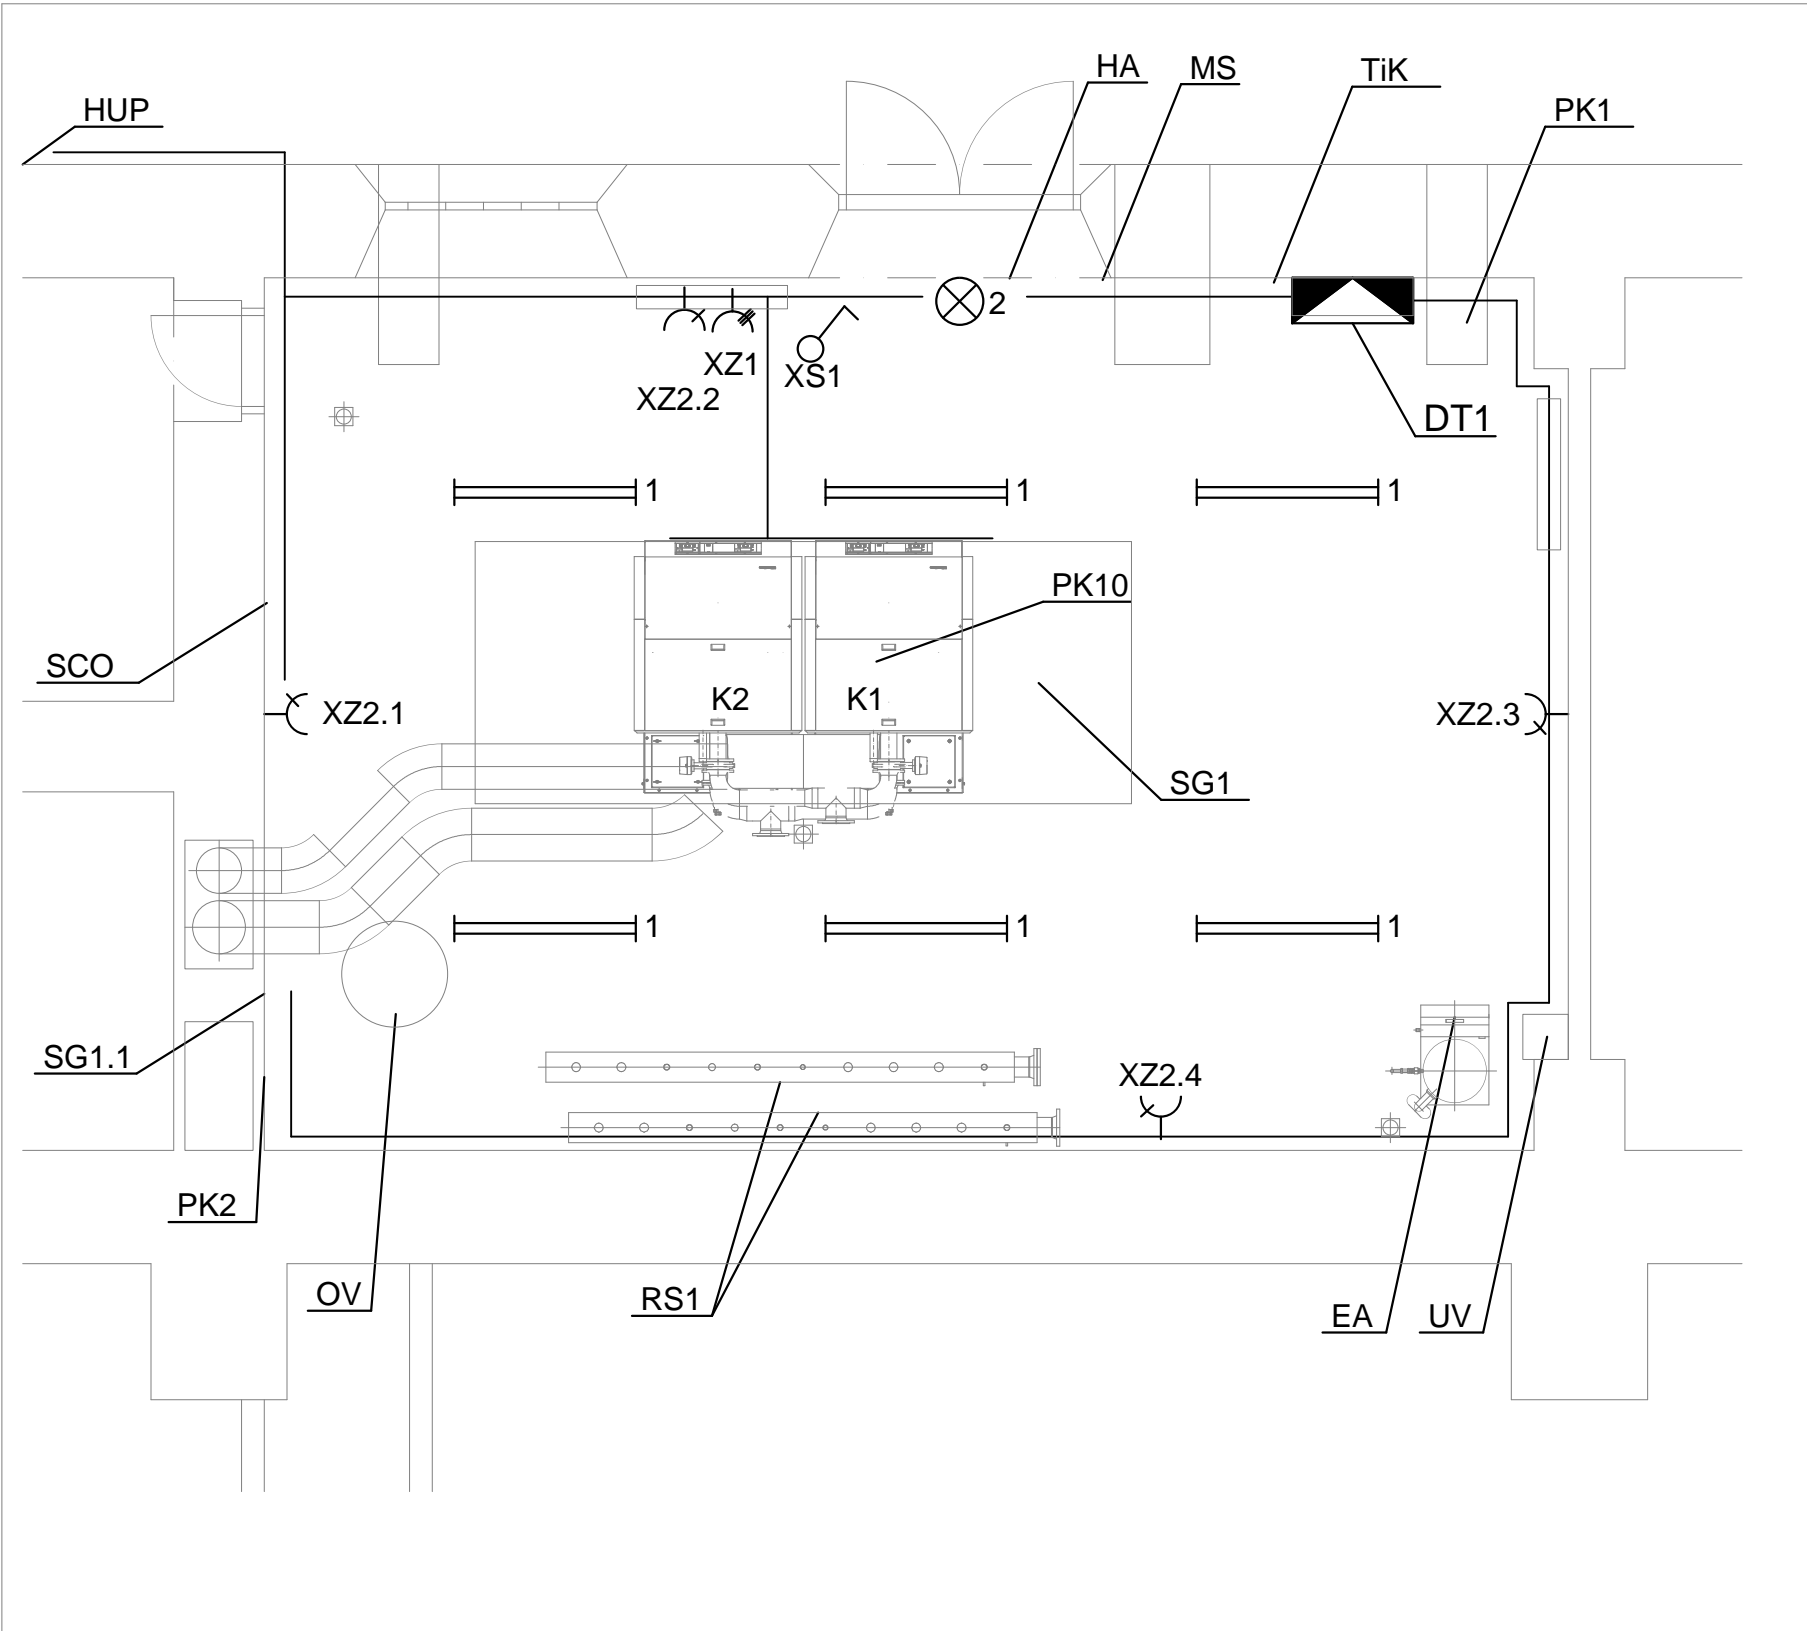 HA
MS
TiK
HUP
PK1
2
XZ1
XS1
XZ2.2
DT1
1
1
1
PK10
SCO
K2
K1
XZ2.1
XZ2.3
SG1
1
1
1
SG1.1
XZ2.4
PK2
OV
RS1
EA
UV